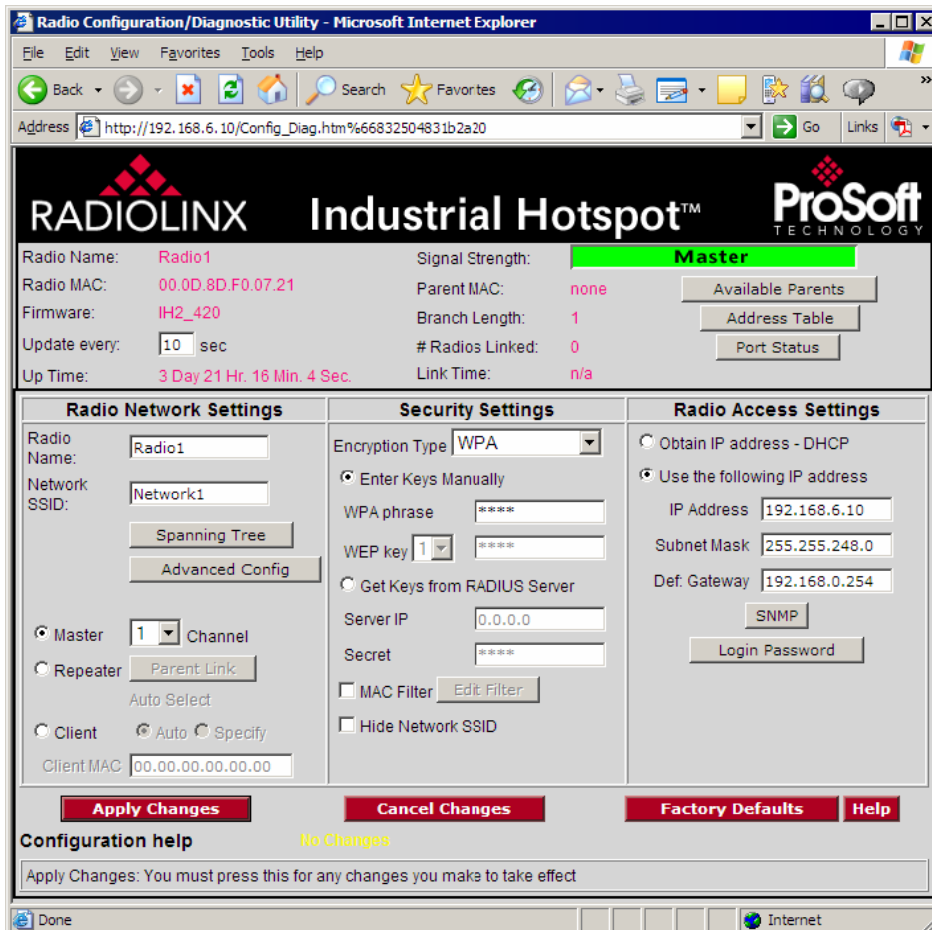 Radio Configuration/Diagnostic Utility - Microsoft Internet Explorer
File Edit View Favorites Tools Help
Back Search Favorites
Address http://192.168.6.10/Config_Diag.htm%66832504831b2a20 Go Links
RADIOLINX Industrial Hotspot™ ProSoft TECHNOLOGY
Radio Name: Radio1 Signal Strength: Master
Radio MAC: 00.0D.8D.F0.07.21 Parent MAC: none Available Parents
Firmware: IH2_420 Branch Length: 1 Address Table
Update every: 10 sec # Radios Linked: 0 Port Status
Up Time: 3 Day 21 Hr. 16 Min. 4 Sec. Link Time: n/a
Radio Network Settings
Radio Name: Radio1
Network SSID: Network1
Spanning Tree
Advanced Config
Master 1 Channel
Repeater Parent Link
Auto Select
Client Auto Specify
Client MAC 00.00.00.00.00.00
Security Settings
Encryption Type WPA
Enter Keys Manually
WPA phrase ****
WEP key 1 ****
Get Keys from RADIUS Server
Server IP 0.0.0.0
Secret ****
MAC Filter Edit Filter
Hide Network SSID
Radio Access Settings
Obtain IP address - DHCP
Use the following IP address
IP Address 192.168.6.10
Subnet Mask 255.255.248.0
Def: Gateway 192.168.0.254
SNMP
Login Password
Apply Changes Cancel Changes Factory Defaults Help
Configuration help No Changes
Apply Changes: You must press this for any changes you make to take effect
Done Internet